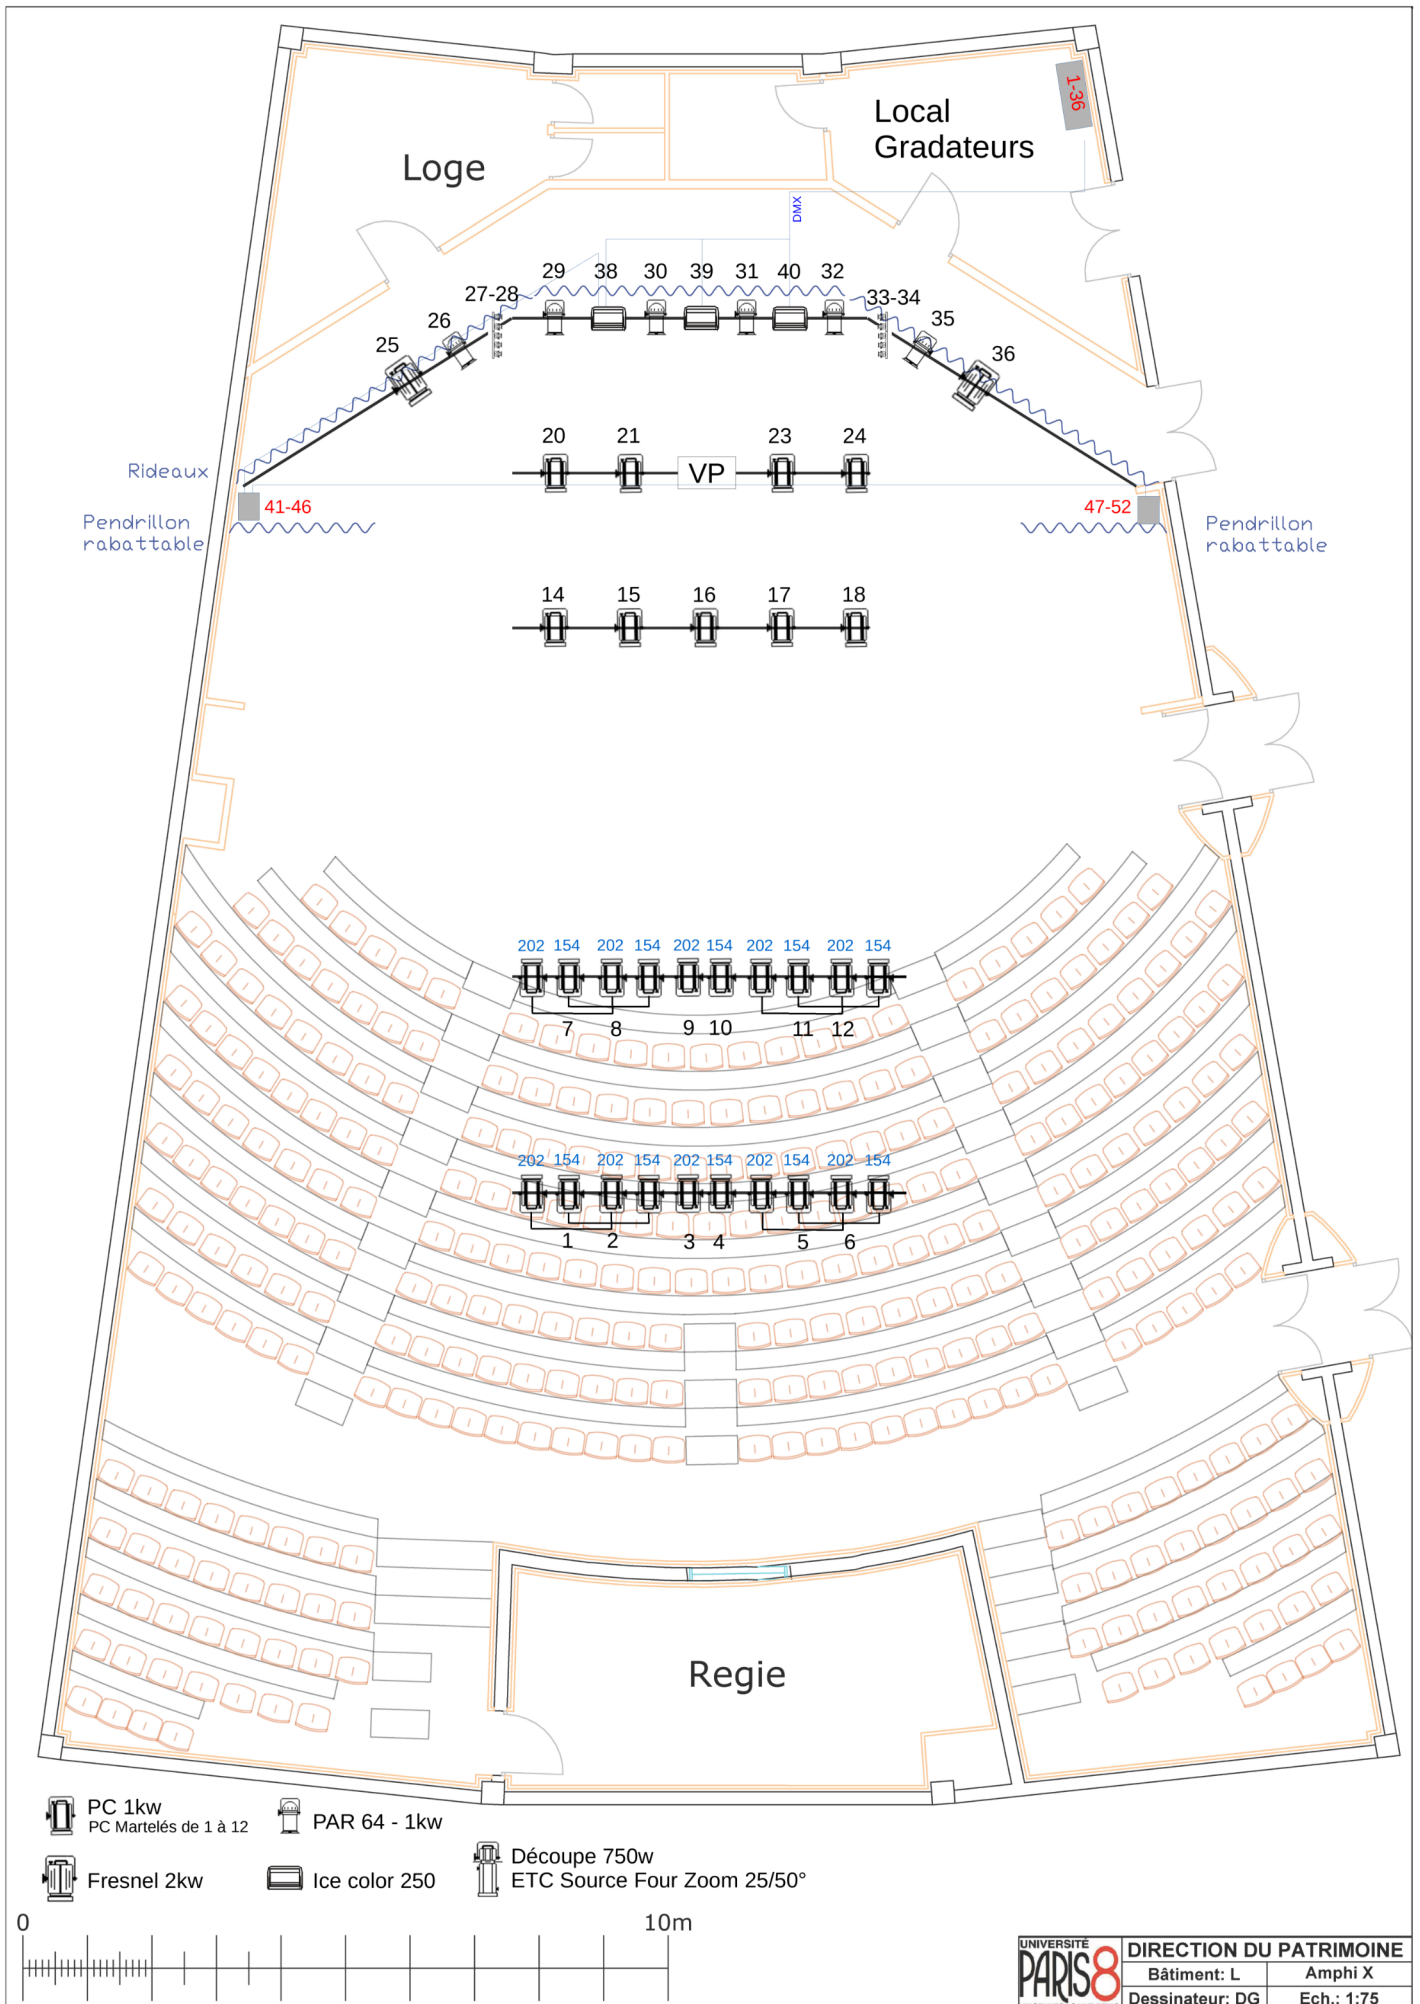 1-36
Local
Gradateurs
Loge
DMX
29 38 30 39 31 40 32
27-28 33-34
26 35
25 36
20 21 VP 23 24
Rideaux
41-46 47-52
Pendrillon
rabattable
Pendrillon
rabattable
14 15 16 17 18
202 154 202 154 202 154 202 154 202 154
7 8 9 10 11 12
202 154 202 154 202 154 202 154 202 154
1 2 3 4 5 6
Regie
PC 1kw
PC Martelés de 1 à 12
PAR 64 - 1kw
Fresnel 2kw
Ice color 250
Découpe 750w
ETC Source Four Zoom 25/50°
0 10m
UNIVERSITÉ
PARIS8
DIRECTION DU PATRIMOINE
Bâtiment: L Amphi X
Dessinateur: DG Ech.: 1:75